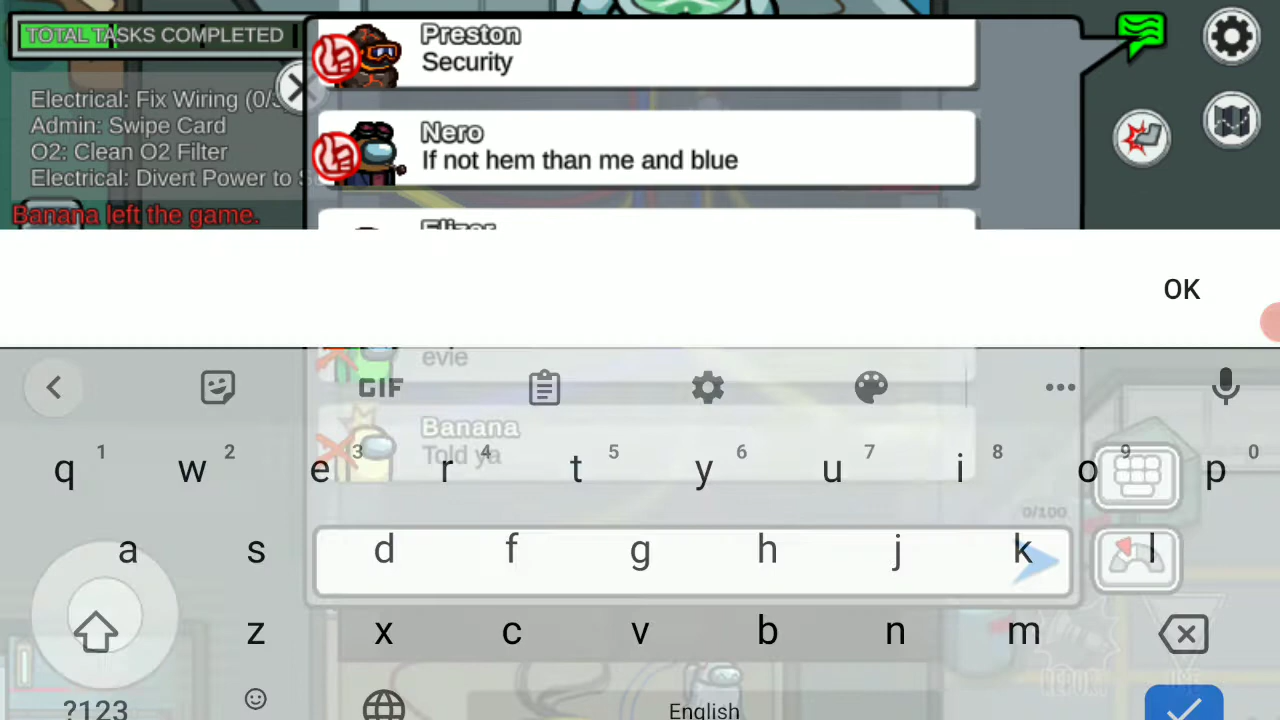 TOTAL TASKS COMPLETED
Electrical: Fix Wiring (0/3
Admin: Swipe Card
O2: Clean O2 Filter
Electrical: Divert Power to S
Banana left the game.
Preston
Security
Nero
If not hem than me and blue
OK
evie
GIF
Banana
Told ya
1 2 3 4 5 6 7 8 9 0
q w e r t y u i o p
0/100
a s d f g h j k l
z x c v b n m
REPORT
USE
?123
English